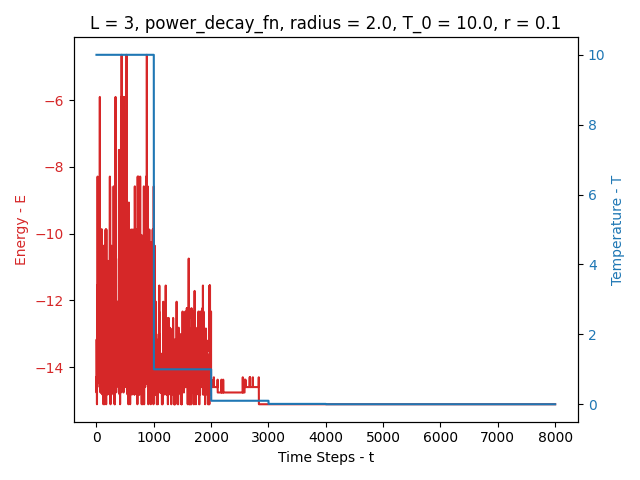 L = 3, power_decay_fn, radius = 2.0, T_0 = 10.0, r = 0.1
Energy - E
−6
−8
−10
−12
−14
10
8
6
4
2
0
Temperature - T
0 1000 2000 3000 4000 5000 6000 7000 8000
Time Steps - t